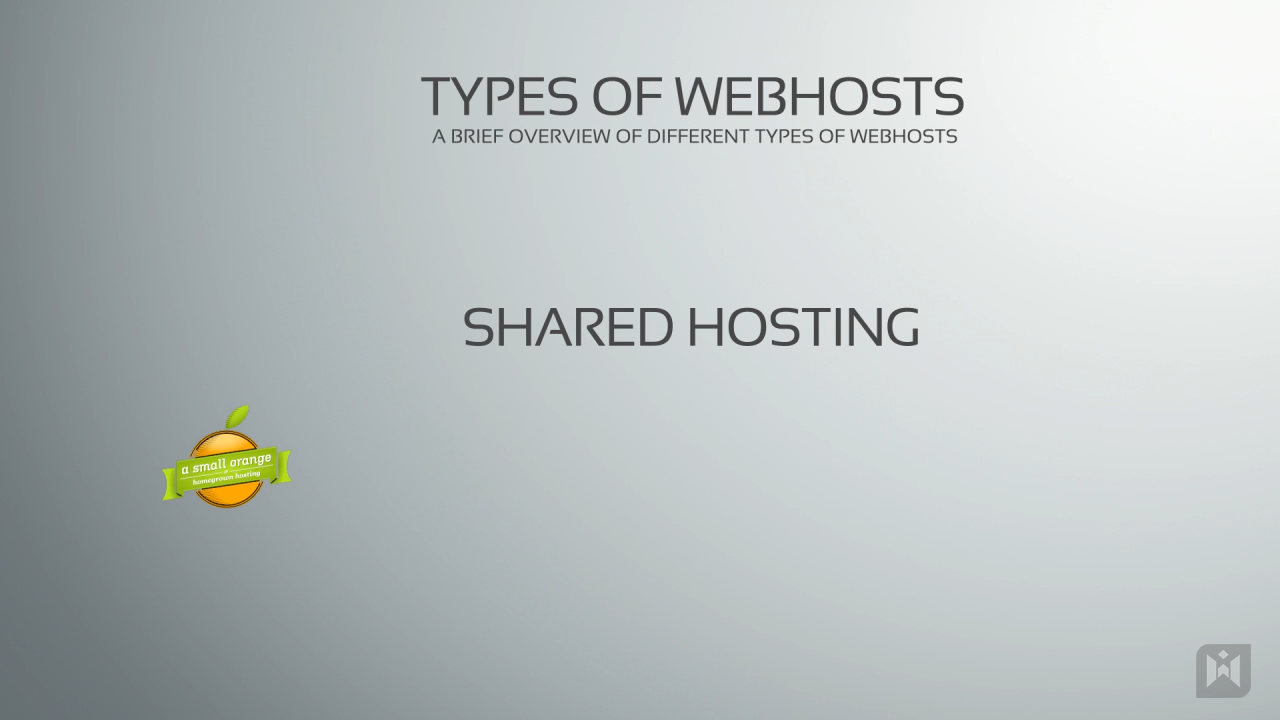 TYPES OF WEBHOSTS
A BRIEF OVERVIEW OF DIFFERENT TYPES OF WEBHOSTS
SHARED HOSTING
a small orange
homegrown hosting